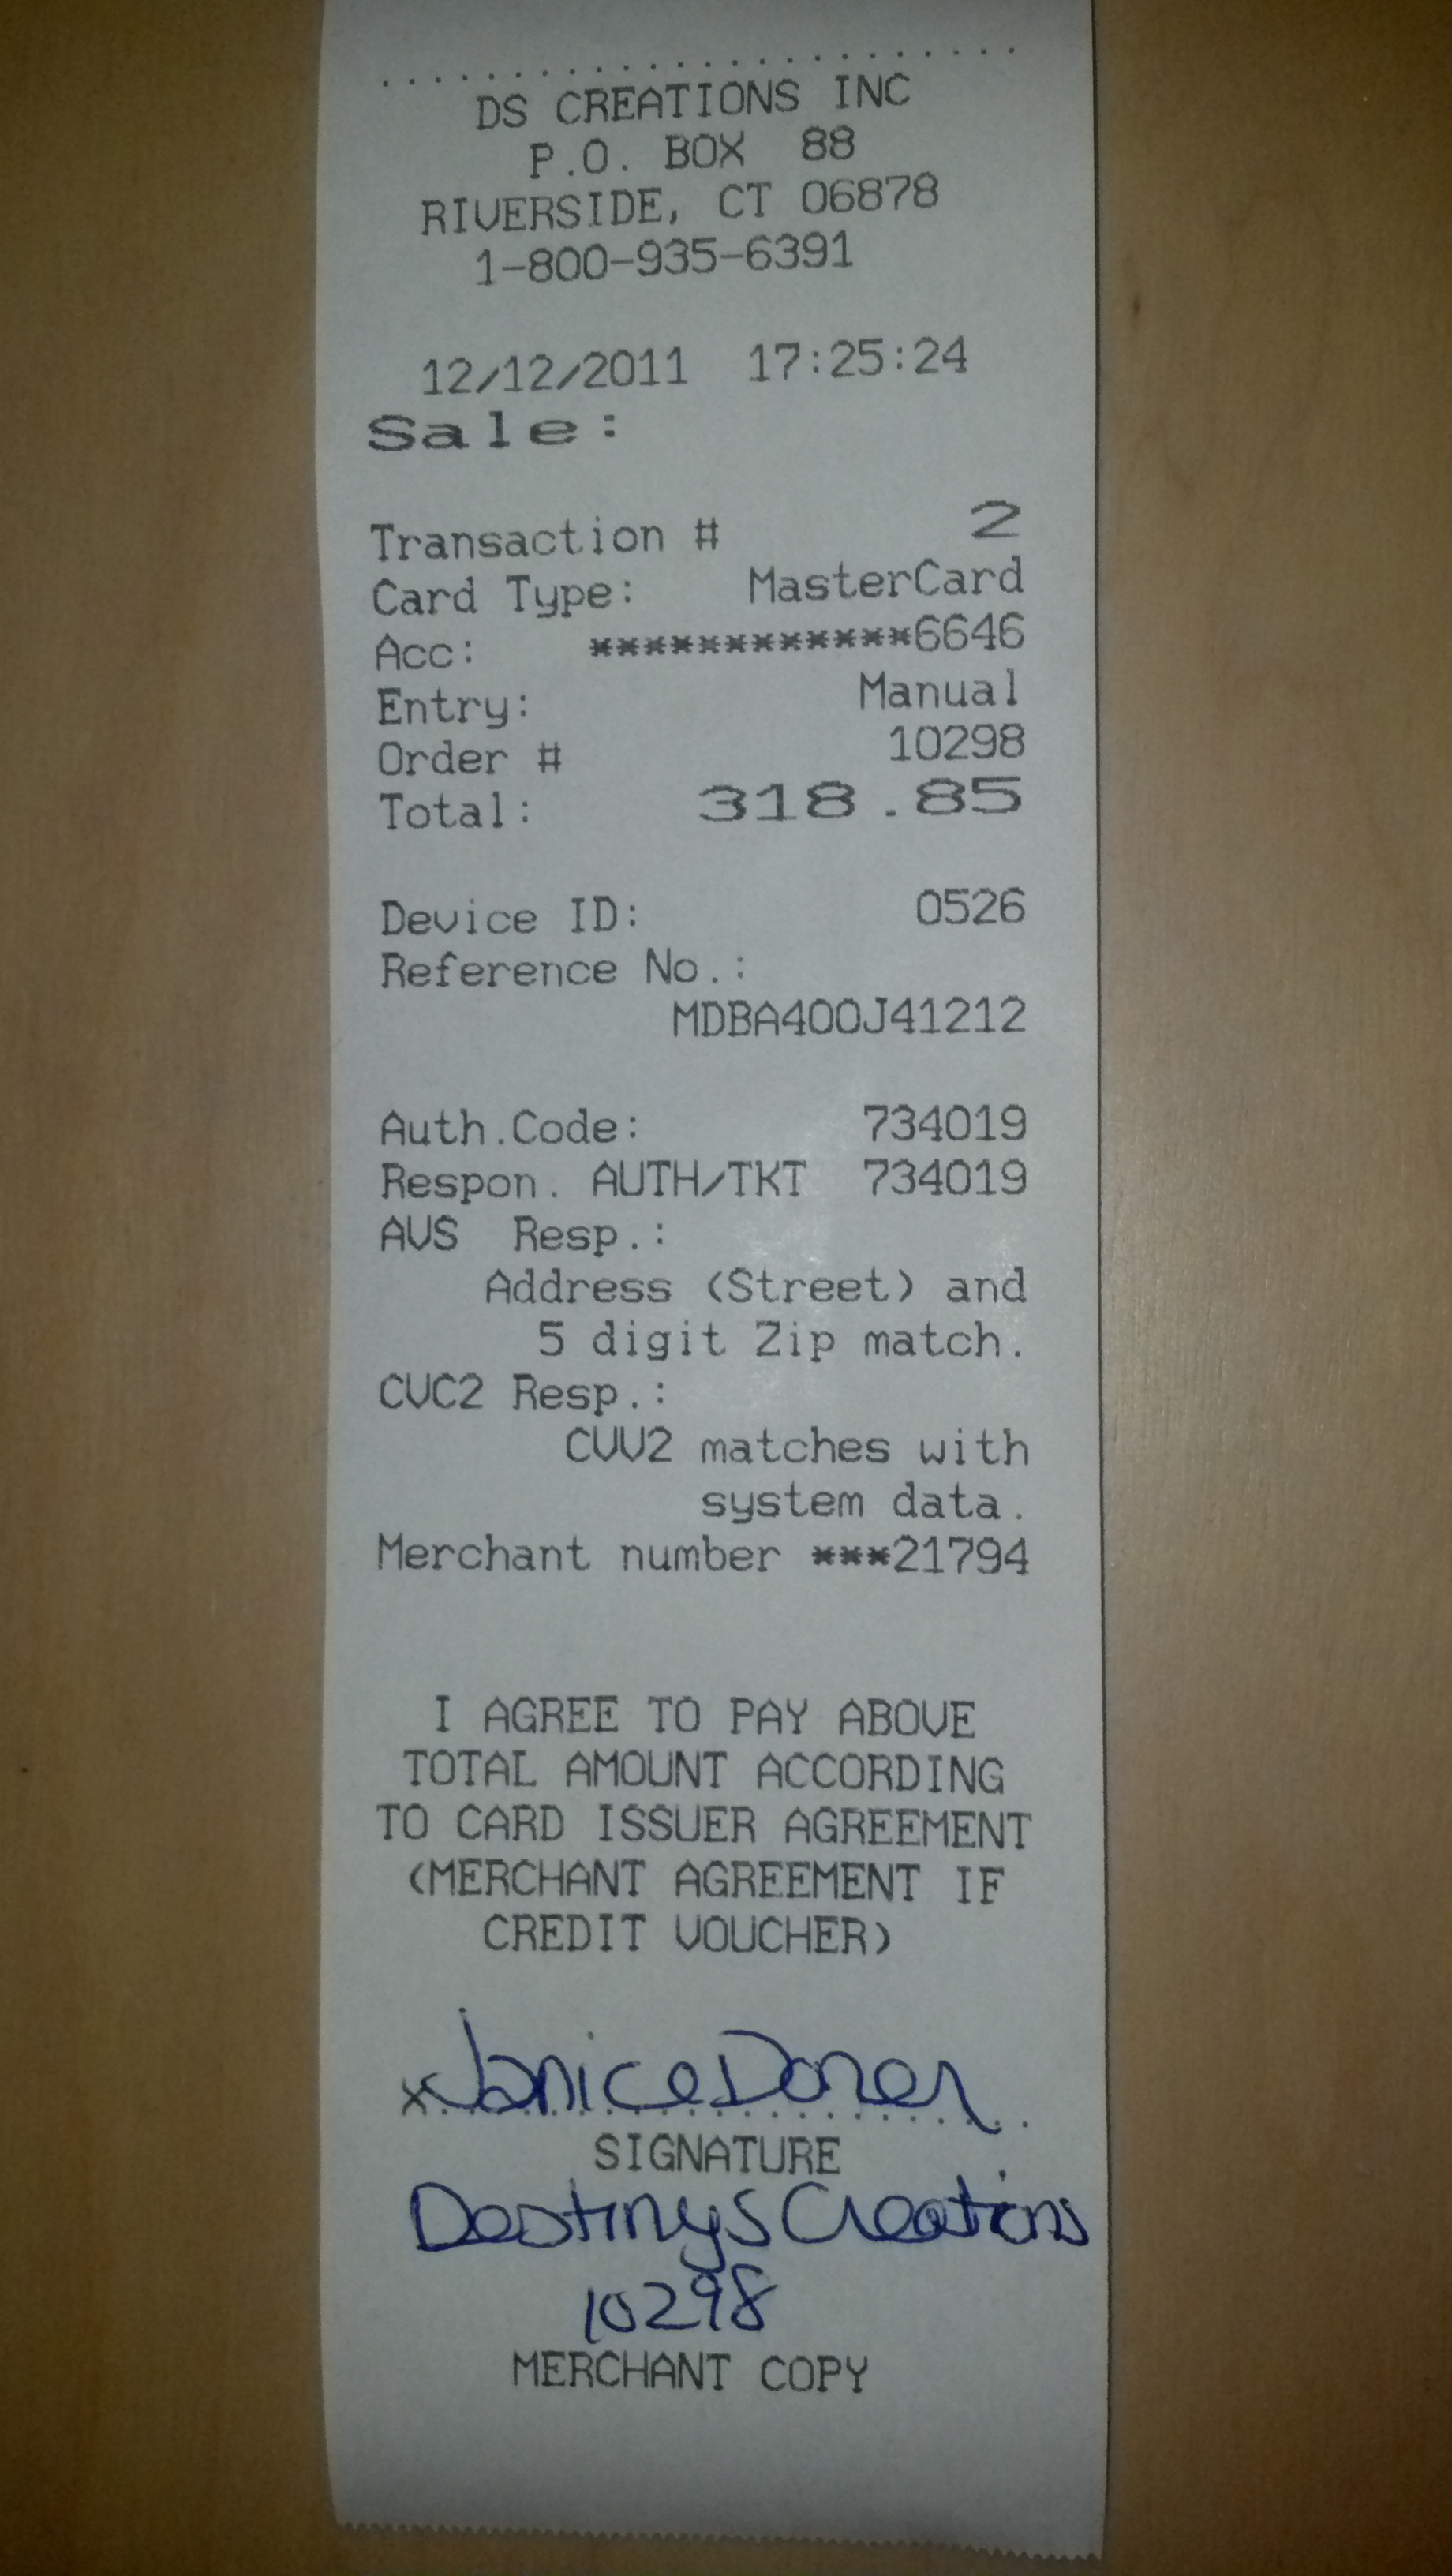 DS CREATIONS INC
P.O. BOX 88
RIVERSIDE, CT 06878
1-800-935-6391
12/12/2011 17:25:24
Sale:
Transaction # 2
Card Type: MasterCard
Acc: ************6646
Entry: Manual
Order # 10298
Total: 318.85
Device ID: 0526
Reference No.:
MDBA400J41212
Auth.Code: 734019
Respon. AUTH/TKT 734019
AVS Resp.:
Address (Street) and
5 digit Zip match.
CVC2 Resp.:
CVV2 matches with
system data.
Merchant number ***21794
I AGREE TO PAY ABOVE
TOTAL AMOUNT ACCORDING
TO CARD ISSUER AGREEMENT
(MERCHANT AGREEMENT IF
CREDIT VOUCHER)
x Janice Doner
SIGNATURE
Destinys Creations
10298
MERCHANT COPY